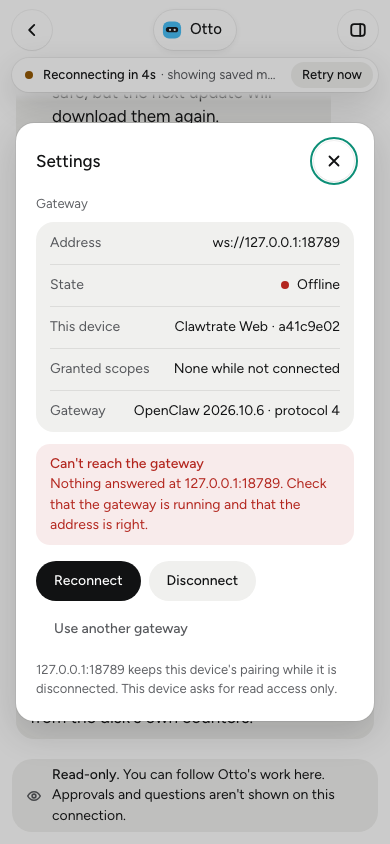 Otto
Reconnecting in 4s · showing saved m... Retry now
sure, but the next update will
download them again.
Settings
Gateway
Address ws://127.0.0.1:18789
State Offline
This device Clawtrate Web · a41c9e02
Granted scopes None while not connected
Gateway OpenClaw 2026.10.6 · protocol 4
Can't reach the gateway
Nothing answered at 127.0.0.1:18789. Check
that the gateway is running and that the
address is right.
Reconnect Disconnect
Use another gateway
127.0.0.1:18789 keeps this device's pairing while it is
disconnected. This device asks for read access only.
from the disk's own counters.
Read-only. You can follow Otto's work here.
Approvals and questions aren't shown on this
connection.